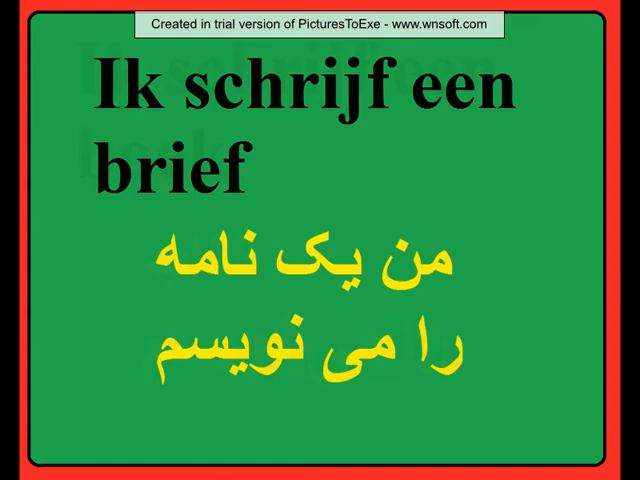 Created in trial version of PicturesToExe - www.wnsoft.com
Ik schrijf een
brief
من یک نامه
را می نویسم